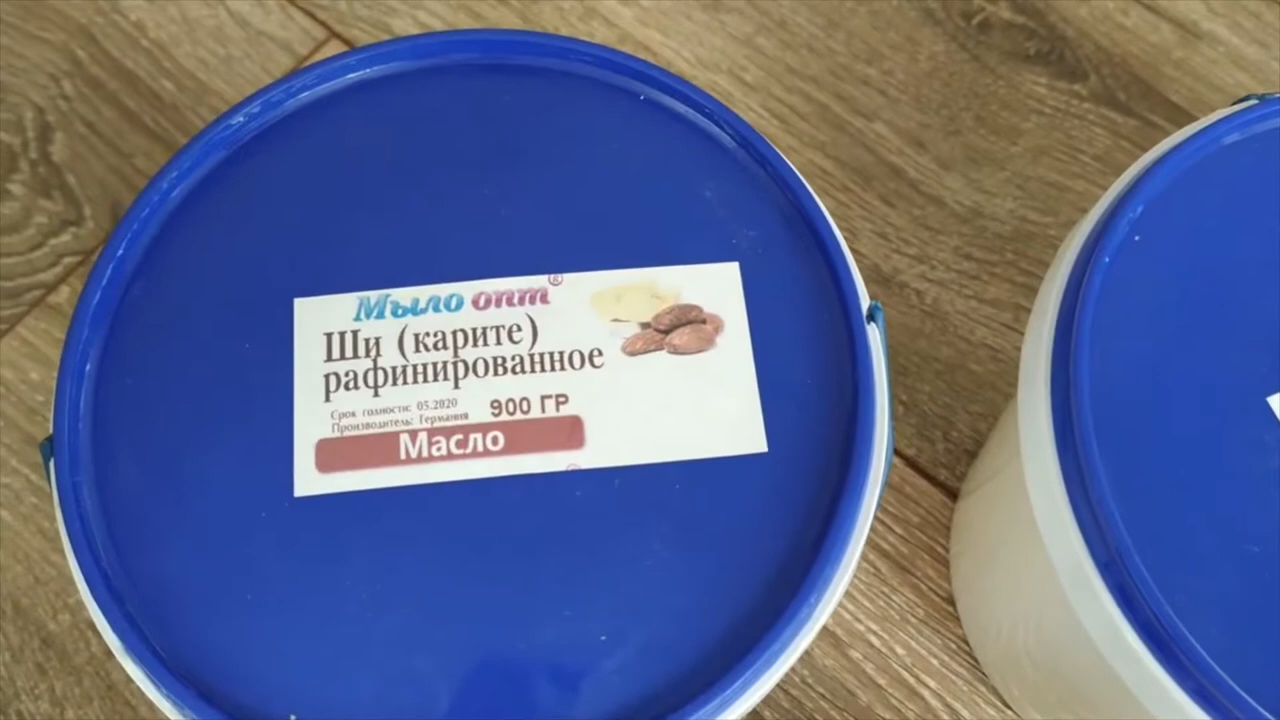 Мыло опт®
Ши (карите)
рафинированное
Срок годности: 05.2020
900 ГР
Производитель: Германия
Масло